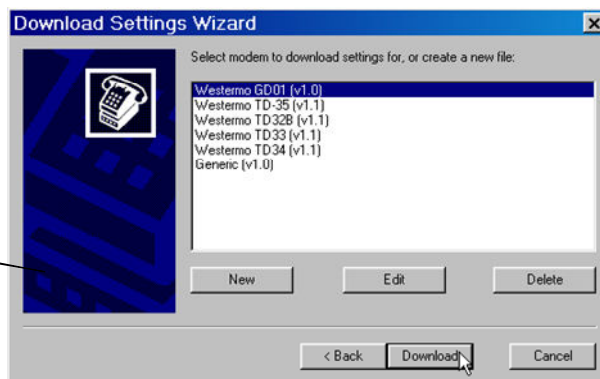 Download Settings Wizard
Select modem to download settings for, or create a new file:
Westermo GD01 (v1.0)
Westermo TD-35 (v1.1)
Westermo TD32B (v1.1)
Westermo TD33 (v1.1)
Westermo TD34 (v1.1)
Generic (v1.0)
New Edit Delete
< Back Download Cancel